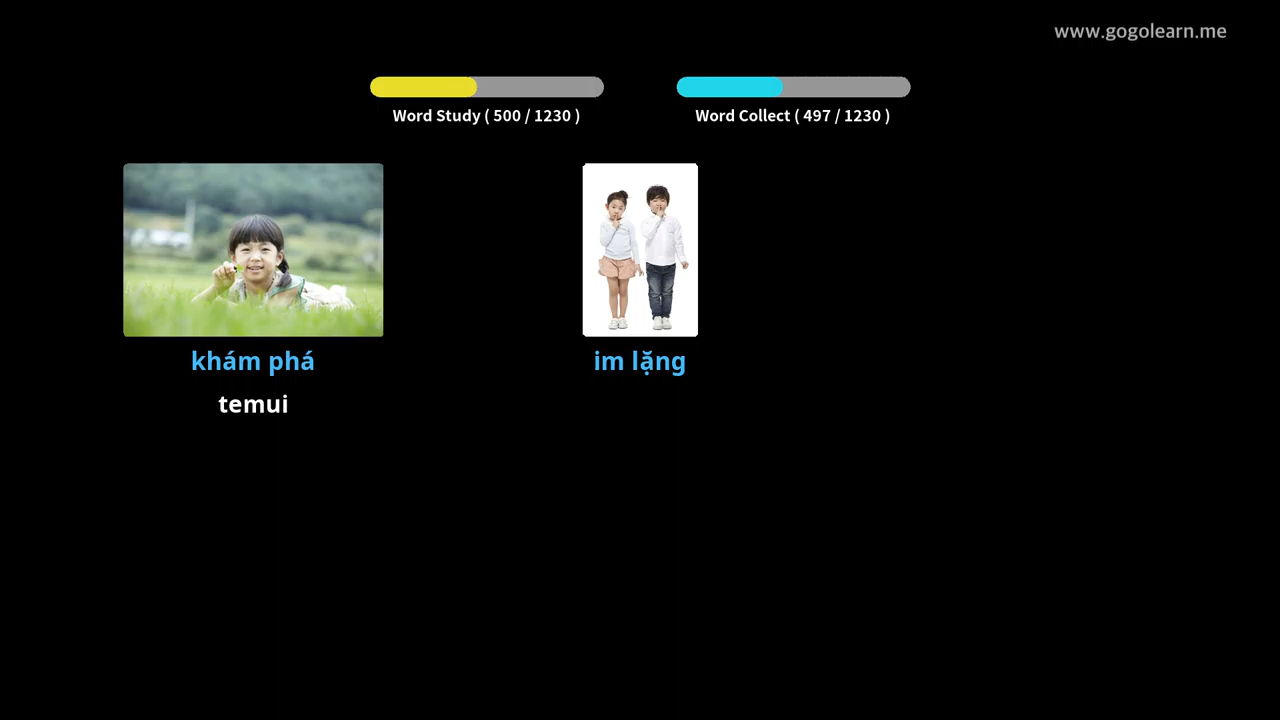 www.gogolearn.me
Word Study ( 500 / 1230 )
Word Collect ( 497 / 1230 )
khám phá
temui
im lặng